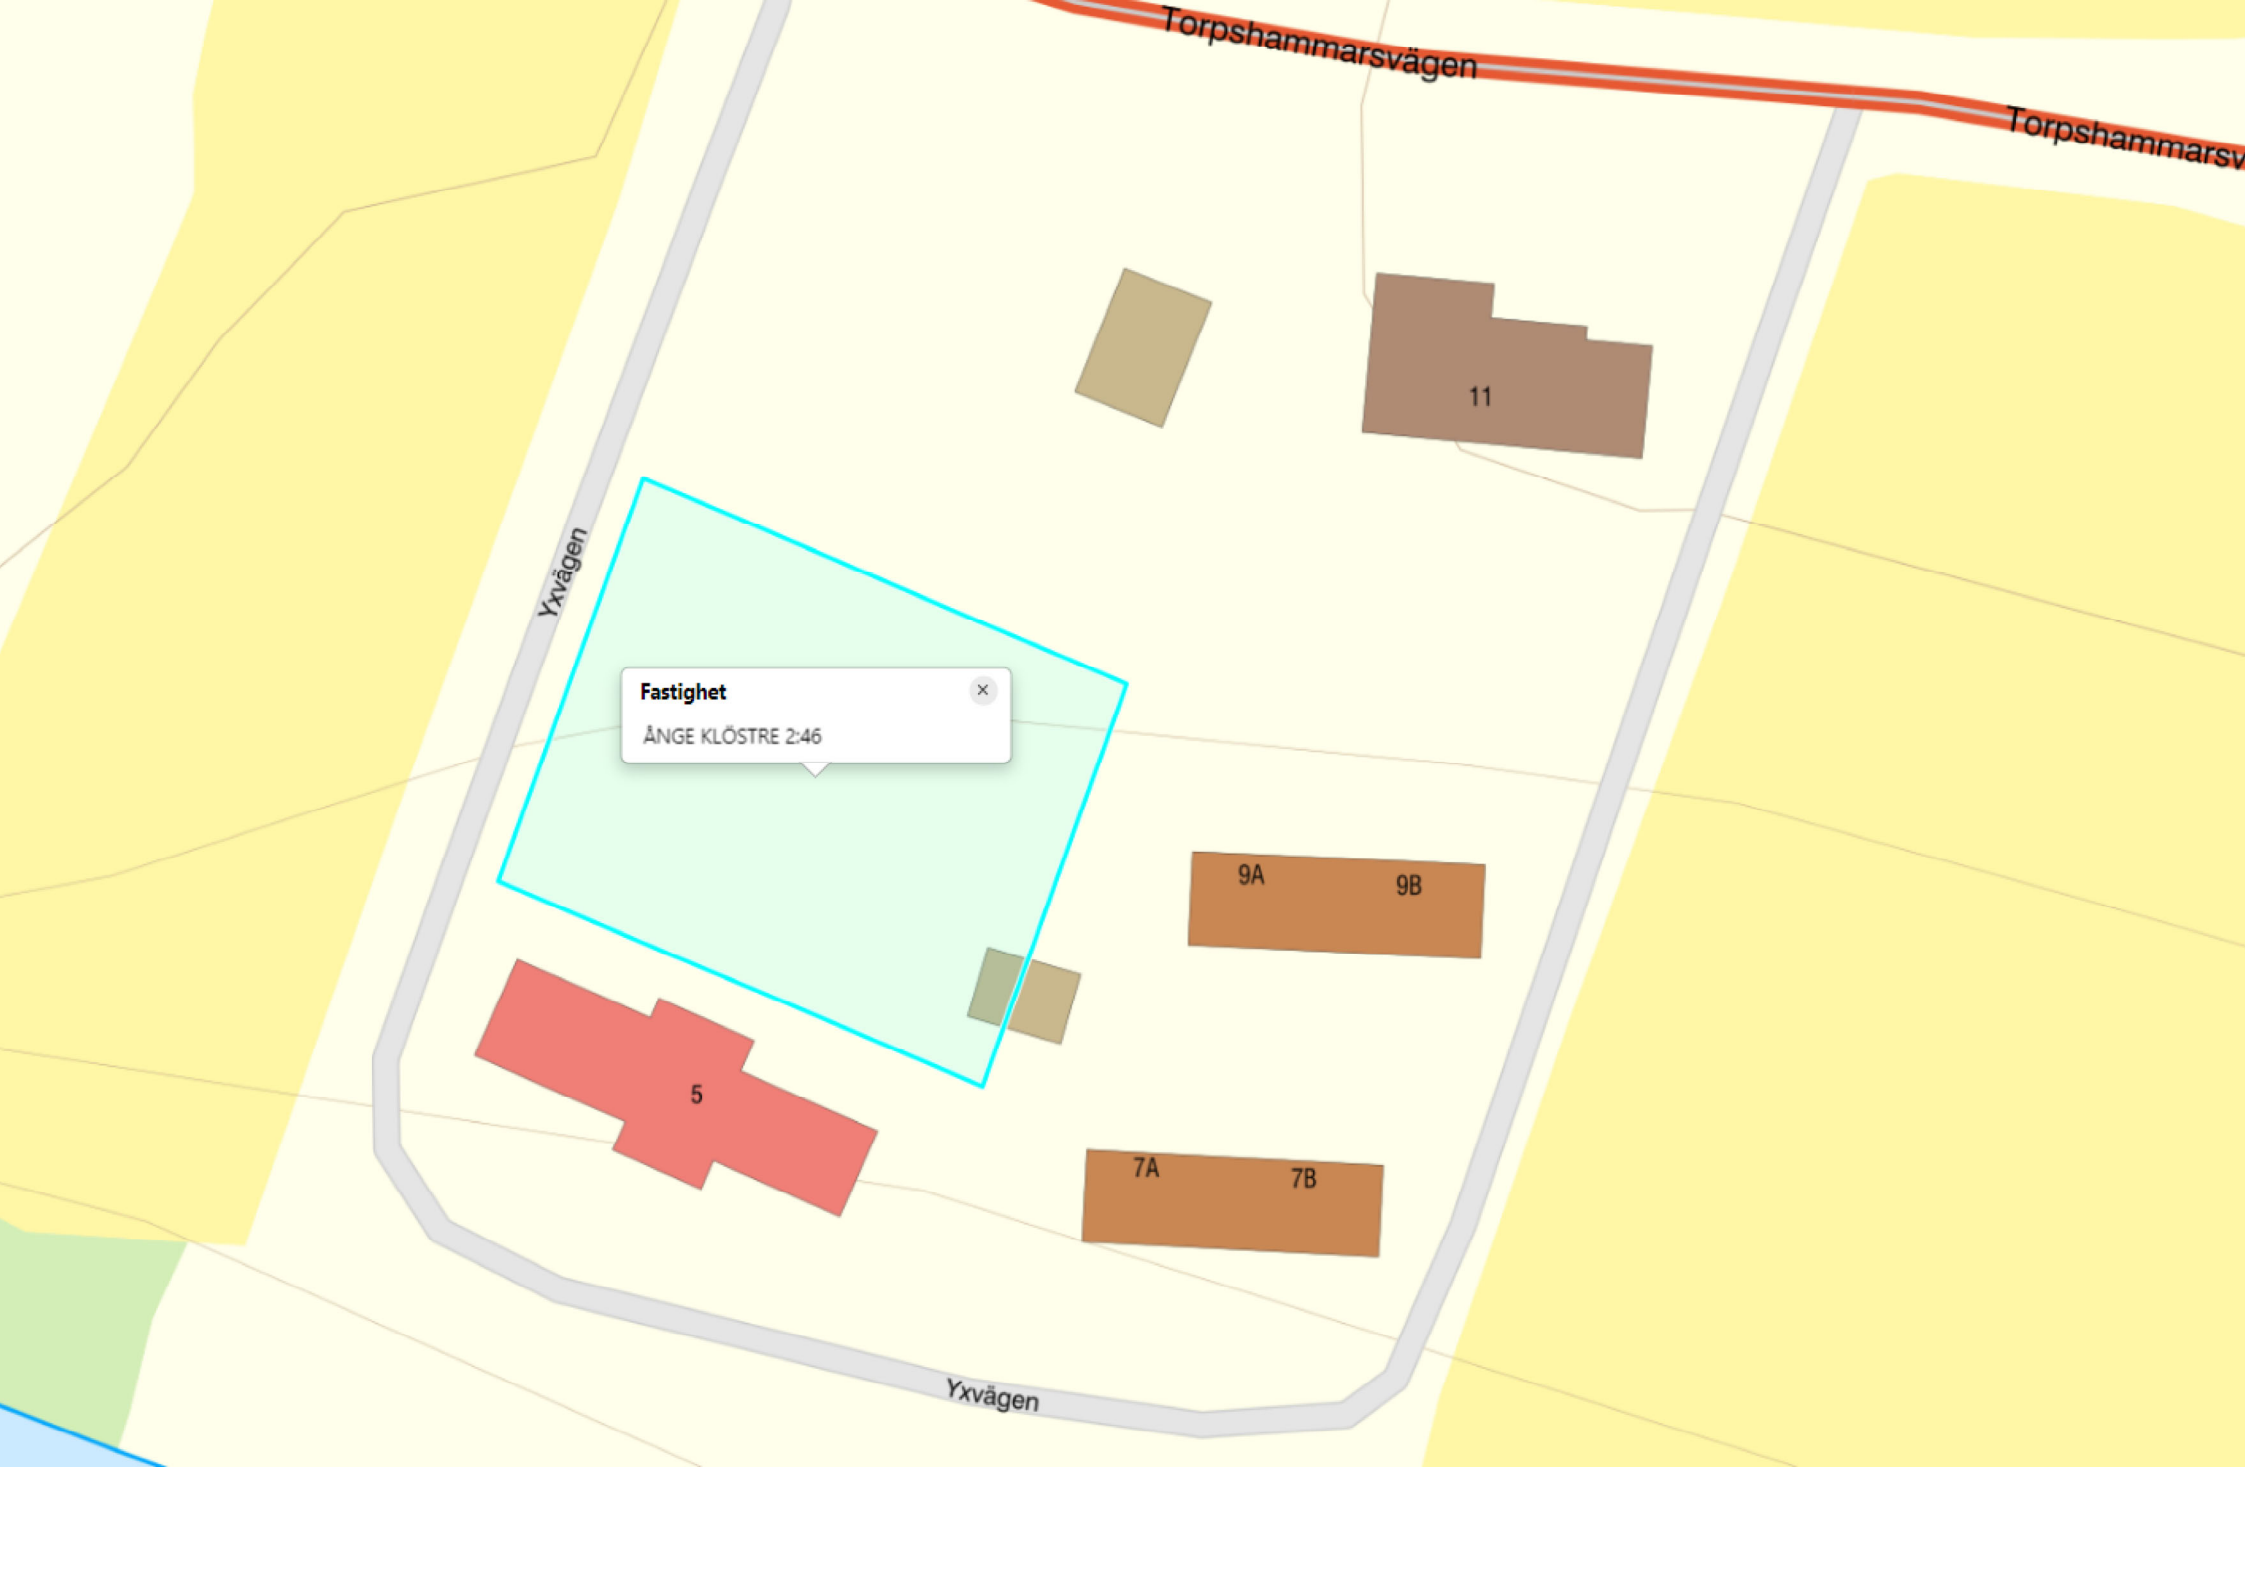 Torpshammarsvägen
Torpshammarsv
11
Yxvägen
Fastighet
ÅNGE KLÖSTRE 2:46
9A
9B
5
7A
7B
Yxvägen